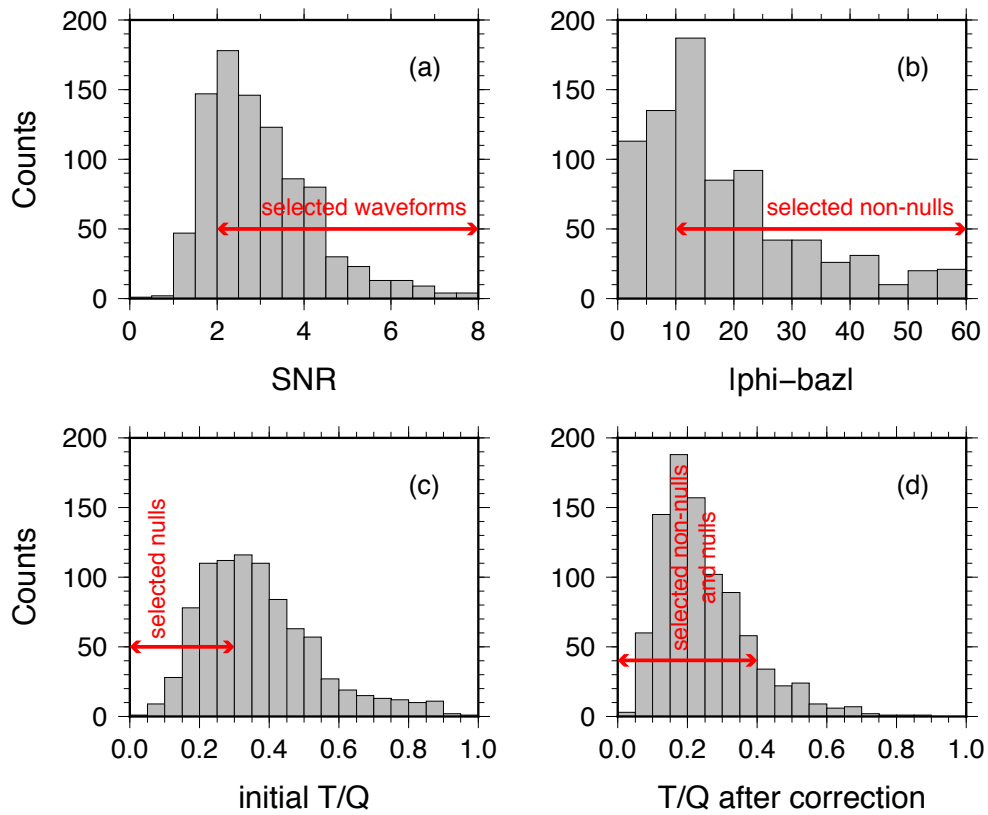 200
150
100
50
0
Counts
(a)
selected waveforms
0 2 4 6 8
SNR
200
150
100
50
0
(b)
selected non-nulls
0 10 20 30 40 50 60
|phi−baz|
200
150
100
50
0
Counts
(c)
selected nulls
0.0 0.2 0.4 0.6 0.8 1.0
initial T/Q
200
150
100
50
0
(d)
selected non-nulls
and nulls
0.0 0.2 0.4 0.6 0.8 1.0
T/Q after correction